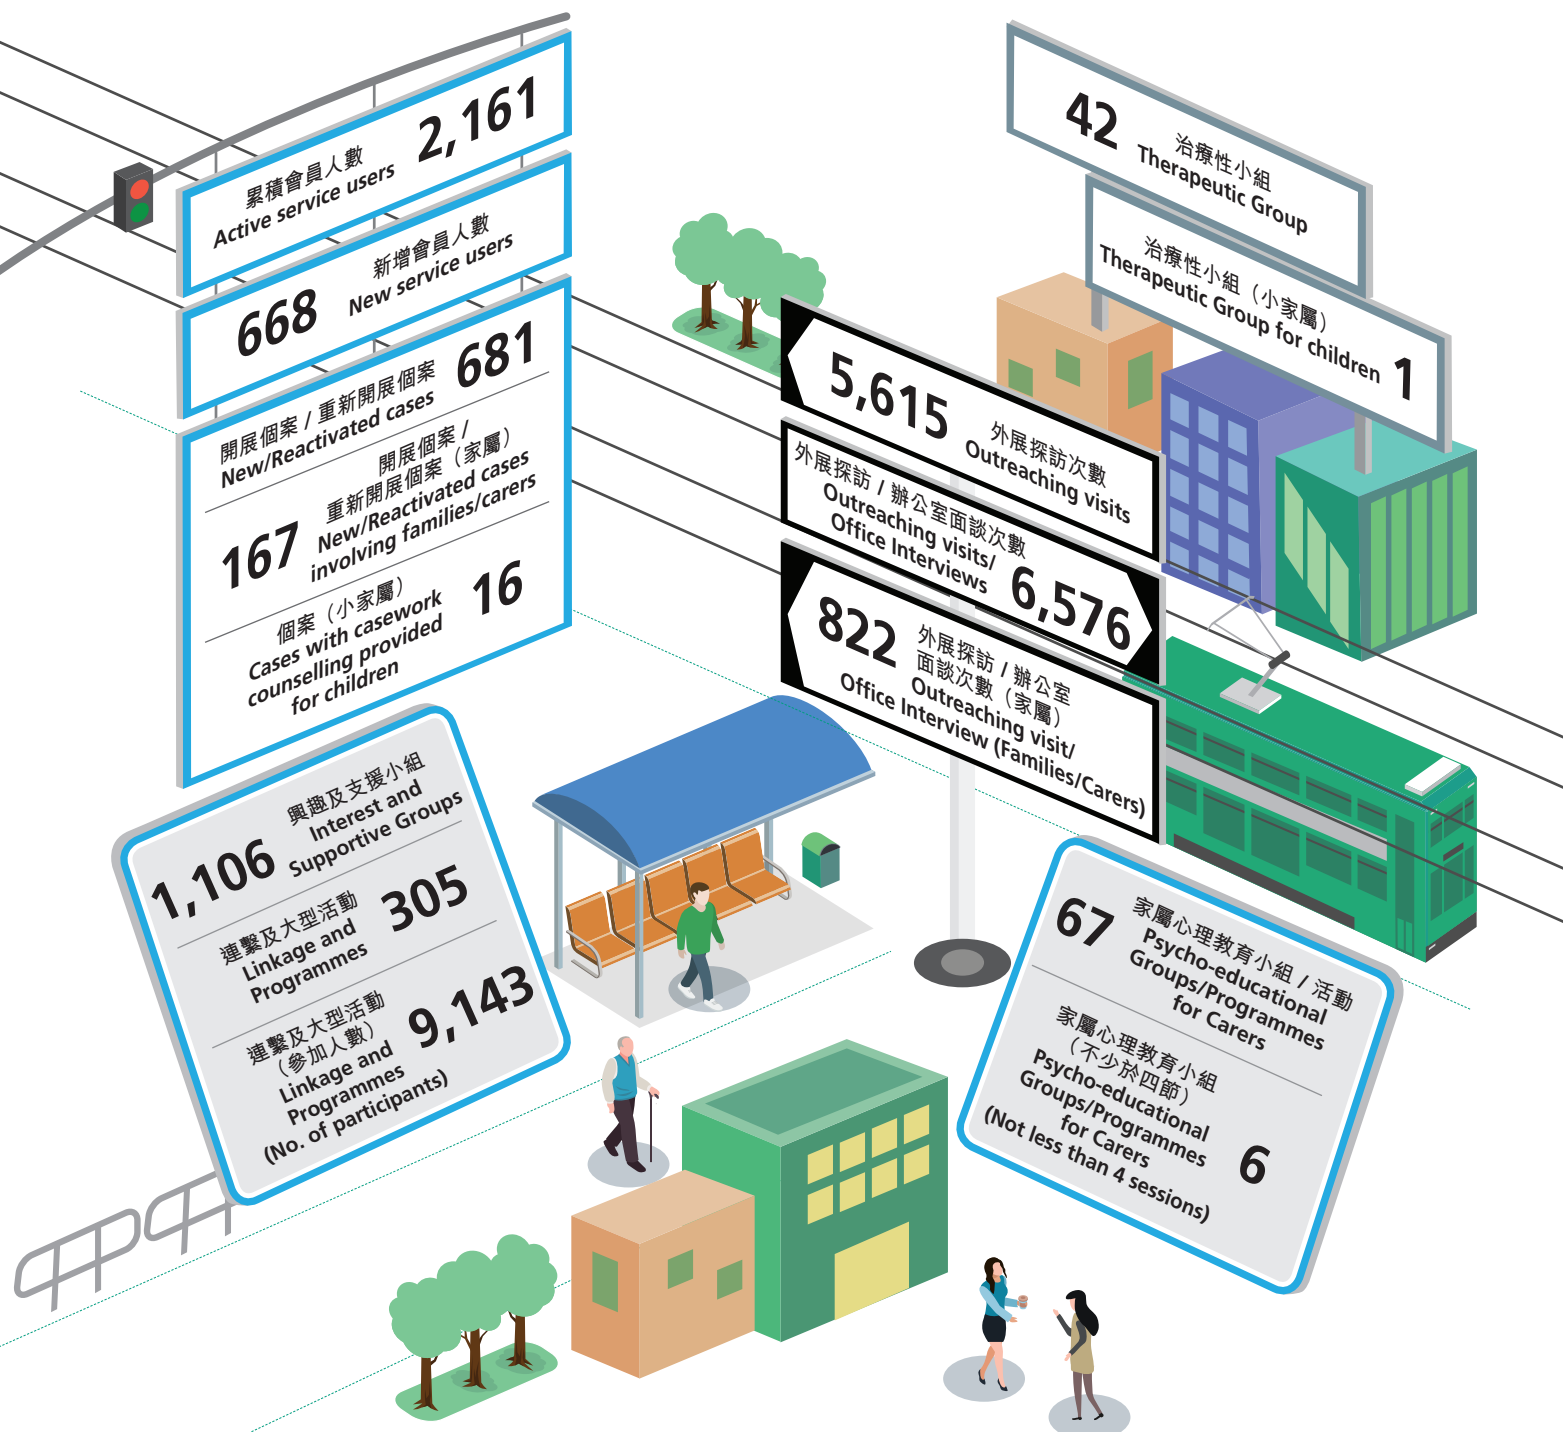 累積會員人數
Active service users
2,161
668
新增會員人數
New service users
開展個案 / 重新開展個案
New/Reactivated cases
681
167
開展個案 /
重新開展個案（家屬）
New/Reactivated cases
involving families/carers
個案（小家屬）
Cases with casework
counselling provided
for children
16
1,106
興趣及支援小組
Interest and
Supportive Groups
連繫及大型活動
Linkage and
Programmes
305
連繫及大型活動
（參加人數）
Linkage and
Programmes
(No. of participants)
9,143
42
治療性小組
Therapeutic Group
治療性小組（小家屬）
Therapeutic Group for children
1
5,615
外展探訪次數
Outreaching visits
外展探訪 / 辦公室面談次數
Outreaching visits/
Office Interviews
6,576
822
外展探訪 / 辦公室
面談次數（家屬）
Outreaching visit/
Office Interview (Families/Carers)
67
家屬心理教育小組 / 活動
Psycho-educational
Groups/Programmes
for Carers
家屬心理教育小組
（不少於四節）
Psycho-educational
Groups/Programmes
for Carers
(Not less than 4 sessions)
6